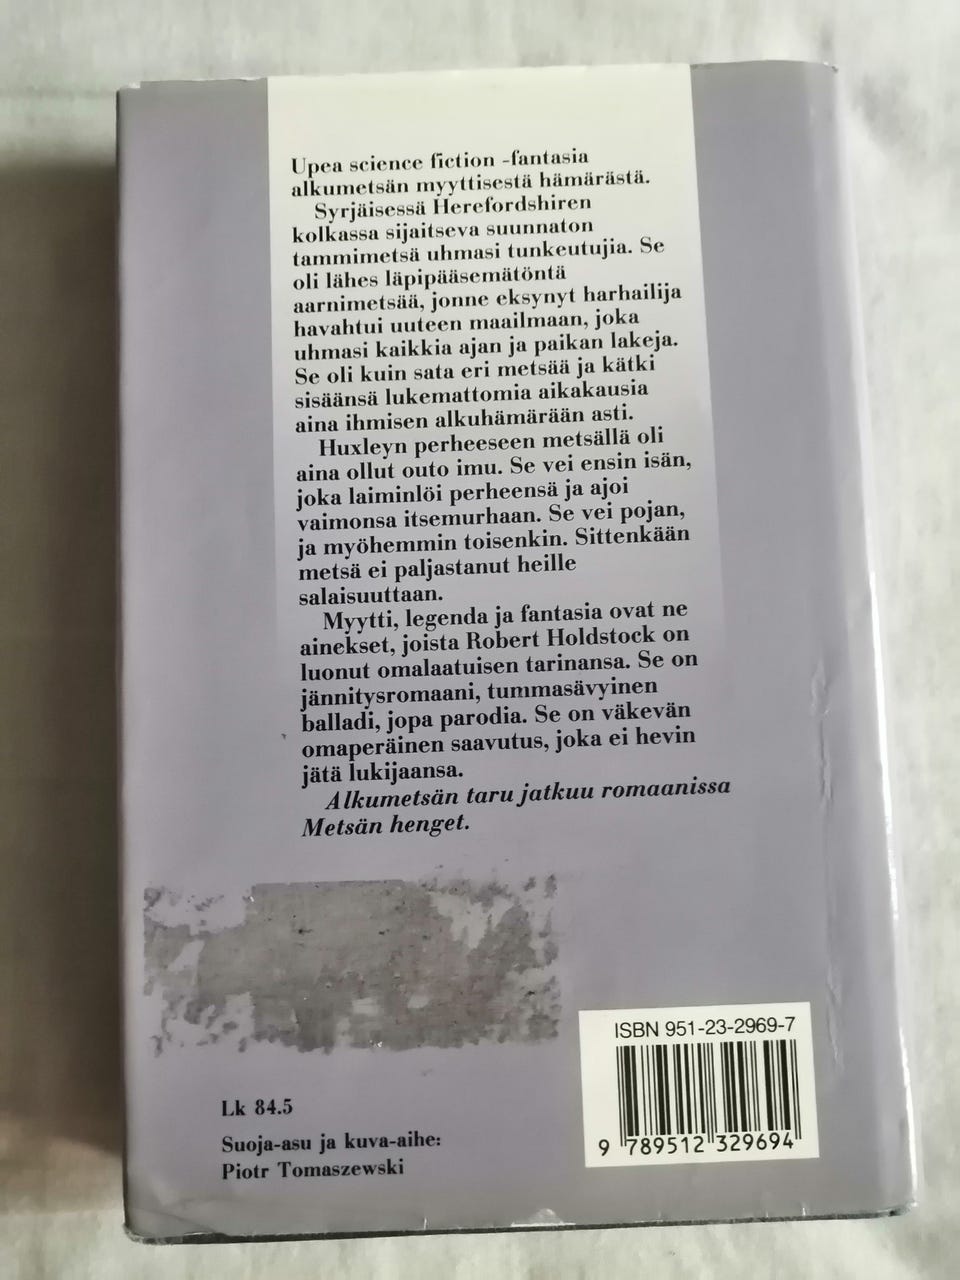 Upea science fiction -fantasia
alkumetsän myyttisestä hämärästä.
Syrjäisessä Herefordshiren
kolkassa sijaitseva suunnaton
tammimetsä uhmasi tunkeutujia. Se
oli lähes läpipääsemätöntä
aarnimetsää, jonne eksynyt harhailija
havahtui uuteen maailmaan, joka
uhmasi kaikkia ajan ja paikan lakeja.
Se oli kuin sata eri metsää ja kätki
sisäänsä lukemattomia aikakausia
aina ihmisen alkuhämärään asti.
Huxleyn perheeseen metsällä oli
aina ollut outo imu. Se vei ensin isän,
joka laiminlöi perheensä ja ajoi
vaimonsa itsemurhaan. Se vei pojan,
ja myöhemmin toisenkin. Sittenkään
metsä ei paljastanut heille
salaisuuttaan.
Myytti, legenda ja fantasia ovat ne
ainekset, joista Robert Holdstock on
luonut omalaatuisen tarinansa. Se on
jännitysromaani, tummasävyinen
balladi, jopa parodia. Se on väkevän
omaperäinen saavutus, joka ei hevin
jätä lukijaansa.
Alkumetsän taru jatkuu romaanissa
Metsän henget.
ISBN 951-23-2969-7
9 789512 329694
Lk 84.5
Suoja-asu ja kuva-aihe:
Piotr Tomaszewski